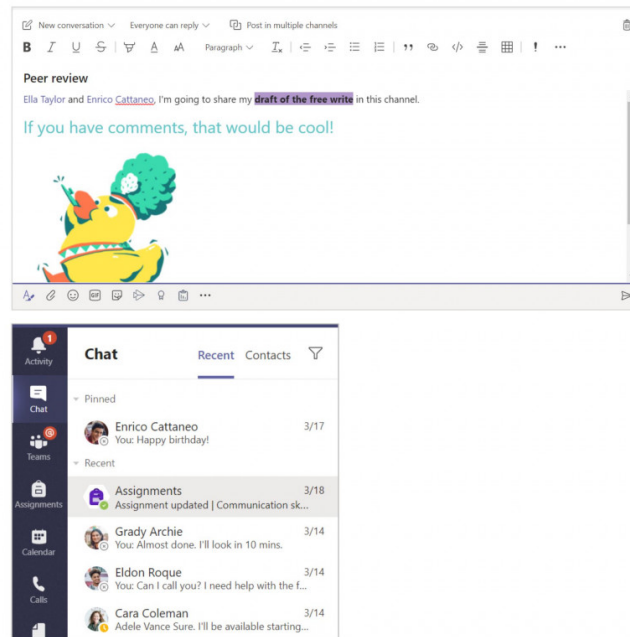 New conversation Everyone can reply Post in multiple channels
B I U S A AA Paragraph
Peer review
Ella Taylor and Enrico Cattaneo, I'm going to share my draft of the free write in this channel.
If you have comments, that would be cool!
GIF
1
Activity
Chat
Teams
Assignments
Calendar
Calls
Chat Recent Contacts
Pinned
Enrico Cattaneo 3/17
You: Happy birthday!
Recent
Assignments 3/18
Assignment updated | Communication sk...
Grady Archie 3/14
You: Almost done. I'll look in 10 mins.
Eldon Roque 3/14
You: Can I call you? I need help with the f...
Cara Coleman 3/14
Adele Vance Sure. I'll be available starting...